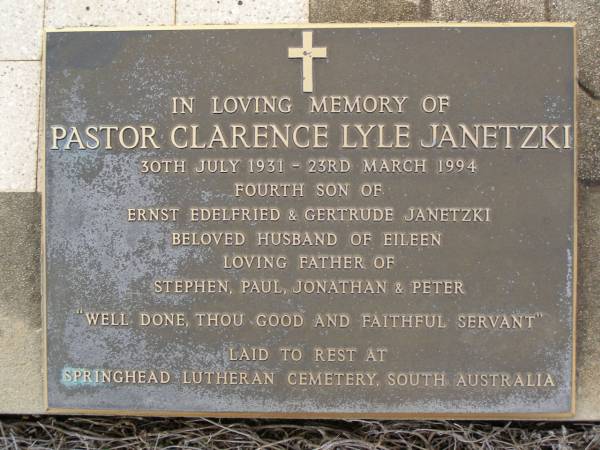 IN LOVING MEMORY OF
PASTOR CLARENCE LYLE JANETZKI
30TH JULY 1931 - 23RD MARCH 1994
FOURTH SON OF
ERNST EDELFRIED & GERTRUDE JANETZKI
BELOVED HUSBAND OF EILEEN
LOVING FATHER OF
STEPHEN, PAUL, JONATHAN & PETER
"WELL DONE, THOU GOOD AND FAITHFUL SERVANT"
LAID TO REST AT
SPRINGHEAD LUTHERAN CEMETERY, SOUTH AUSTRALIA